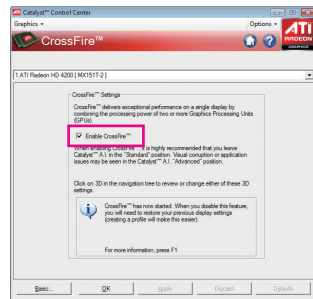 Catalyst™ Control Center
Graphics
Options
CrossFire™
ATI
RADEON
GRAPHICS
1 ATI Radeon HD 4200 [ MX151T-2 ]
CrossFire™ Settings
CrossFire™ delivers exceptional performance on a single display by
combining the processing power of two or more Graphics Processing Units
(GPUs).
Enable CrossFire™
When enabling CrossFire™ it is highly recommended that you leave
Catalyst™ A.I. in the "Standard" position. Visual corruption or application
issues may be seen in the Catalyst™ A.I. "Advanced" position.
Click on 3D in the navigation tree to review or change either of these 3D
settings.
CrossFire™ has now started. When you disable this feature,
you will need to restore your previous display settings
(creating a profile will make this easier).
For more information, press F1
Basic...
OK
Apply
Discard
Defaults